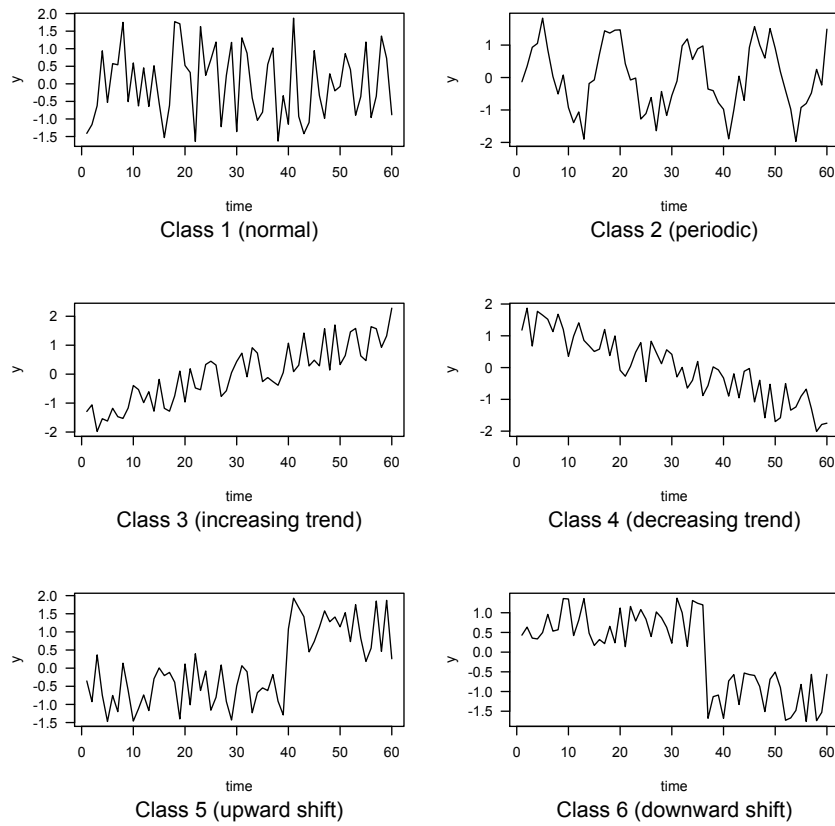 2.0
1.5
1.0
0.5
0.0
-0.5
-1.0
-1.5
y
0 10 20 30 40 50 60
time
Class 1 (normal)
1
0
-1
-2
y
0 10 20 30 40 50 60
time
Class 2 (periodic)
2
1
0
-1
-2
y
0 10 20 30 40 50 60
time
Class 3 (increasing trend)
2
1
0
-1
-2
y
0 10 20 30 40 50 60
time
Class 4 (decreasing trend)
2.0
1.5
1.0
0.5
0.0
-0.5
-1.0
-1.5
y
0 10 20 30 40 50 60
time
Class 5 (upward shift)
1.0
0.5
0.0
-0.5
-1.0
-1.5
y
0 10 20 30 40 50 60
time
Class 6 (downward shift)